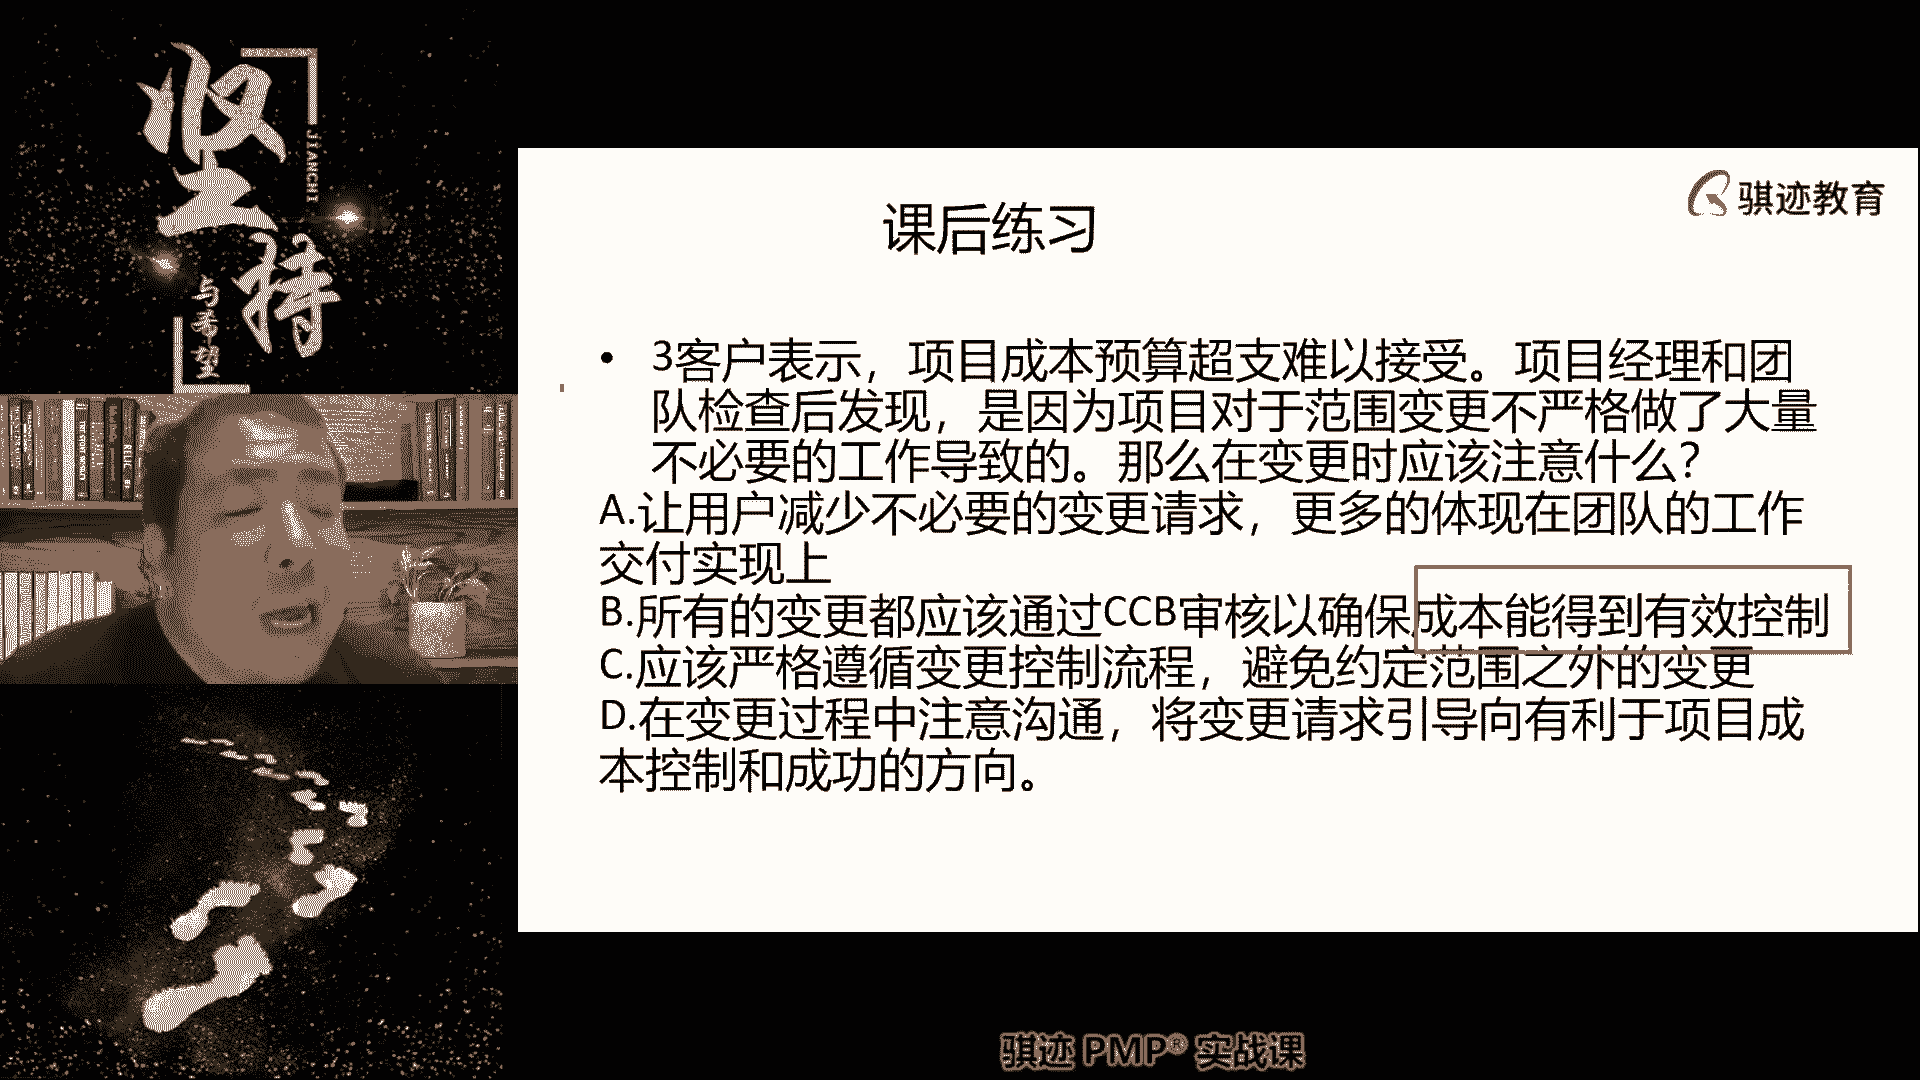 坚持
JIANCHI
与希望
骐迹教育
课后练习
• 3客户表示，项目成本预算超支难以接受。项目经理和团
队检查后发现，是因为项目对于范围变更不严格做了大量
不必要的工作导致的。那么在变更时应该注意什么？
A.让用户减少不必要的变更请求，更多的体现在团队的工作
交付实现上
B.所有的变更都应该通过CCB审核以确保成本能得到有效控制
C.应该严格遵循变更控制流程，避免约定范围之外的变更
D.在变更过程中注意沟通，将变更请求引导向有利于项目成
本控制和成功的方向。
骐迹 PMP® 实战课